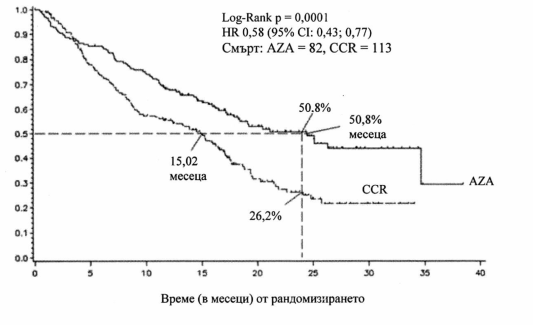 Log-Rank p = 0,0001
HR 0,58 (95% CI: 0,43; 0,77)
Смърт: AZA = 82, CCR = 113
1.0
0.9
0.8
0.7
0.6
0.5
0.4
0.3
0.2
0.1
0.0
50.8%
50,8%
месеца
15,02
месеца
26,2%
CCR
AZA
0 5 10 15 20 25 30 35 40
Време (в месеци) от рандомизирането